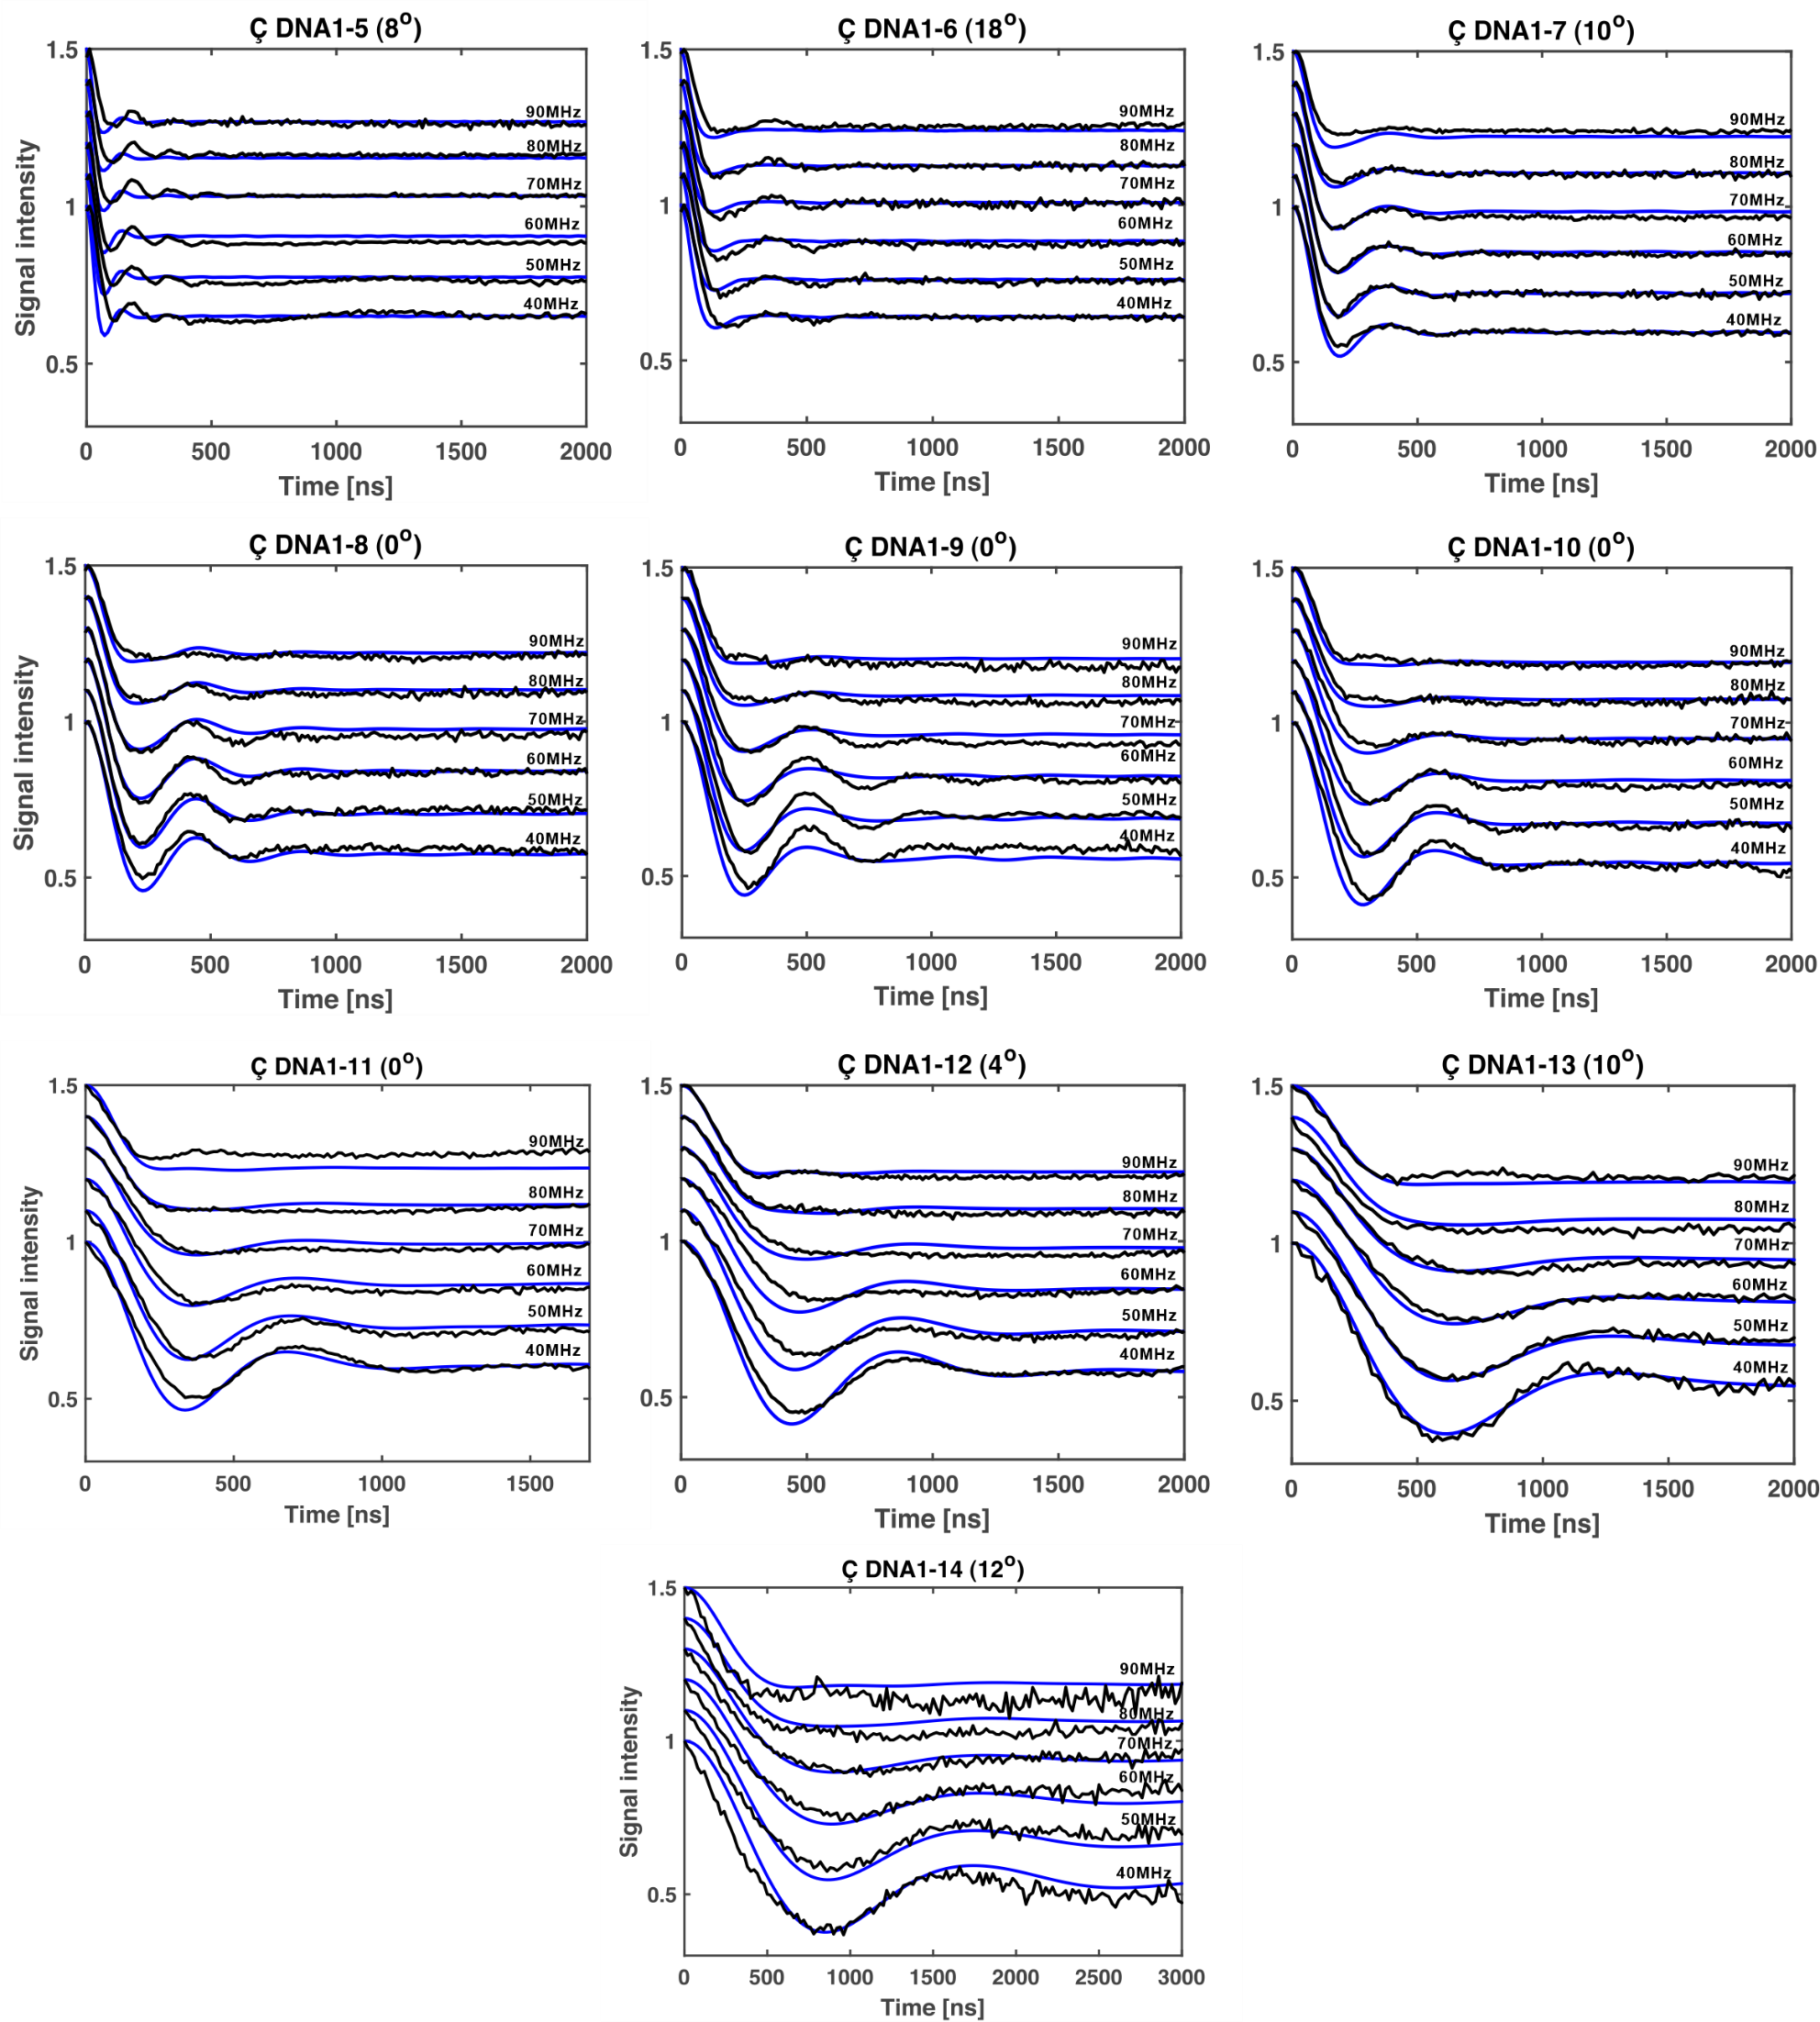 Ç DNA1-5 (8°)
Signal intensity
1.5
1
0.5
90MHz
80MHz
70MHz
60MHz
50MHz
40MHz
0 500 1000 1500 2000
Time [ns]
Ç DNA1-6 (18°)
1.5
1
0.5
90MHz
80MHz
70MHz
60MHz
50MHz
40MHz
0 500 1000 1500 2000
Time [ns]
Ç DNA1-7 (10°)
1.5
1
0.5
90MHz
80MHz
70MHz
60MHz
50MHz
40MHz
0 500 1000 1500 2000
Time [ns]
Ç DNA1-8 (0°)
Signal intensity
1.5
1
0.5
90MHz
80MHz
70MHz
60MHz
50MHz
40MHz
0 500 1000 1500 2000
Time [ns]
Ç DNA1-9 (0°)
1.5
1
0.5
90MHz
80MHz
70MHz
60MHz
50MHz
40MHz
0 500 1000 1500 2000
Time [ns]
Ç DNA1-10 (0°)
1.5
1
0.5
90MHz
80MHz
70MHz
60MHz
50MHz
40MHz
0 500 1000 1500 2000
Time [ns]
Ç DNA1-11 (0°)
Signal intensity
1.5
1
0.5
90MHz
80MHz
70MHz
60MHz
50MHz
40MHz
0 500 1000 1500
Time [ns]
Ç DNA1-12 (4°)
1.5
1
0.5
90MHz
80MHz
70MHz
60MHz
50MHz
40MHz
0 500 1000 1500 2000
Time [ns]
Ç DNA1-13 (10°)
1.5
1
0.5
90MHz
80MHz
70MHz
60MHz
50MHz
40MHz
0 500 1000 1500 2000
Time [ns]
Ç DNA1-14 (12°)
Signal intensity
1.5
1
0.5
90MHz
80MHz
70MHz
60MHz
50MHz
40MHz
0 500 1000 1500 2000 2500 3000
Time [ns]